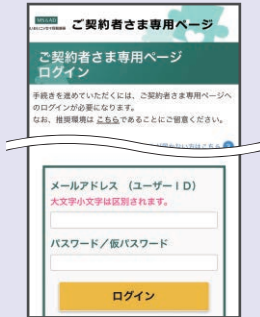 MS&AD
ご契約者さま専用ページ
ご契約者さま専用ページ
ログイン
手続きを進めていただくには、ご契約者さま専用ページへ
のログインが必要になります。
なお、推奨環境は こちらであることにご留意ください。
メールアドレス （ユーザーＩＤ）
大文字小文字は区別されます。
パスワード／仮パスワード
ログイン